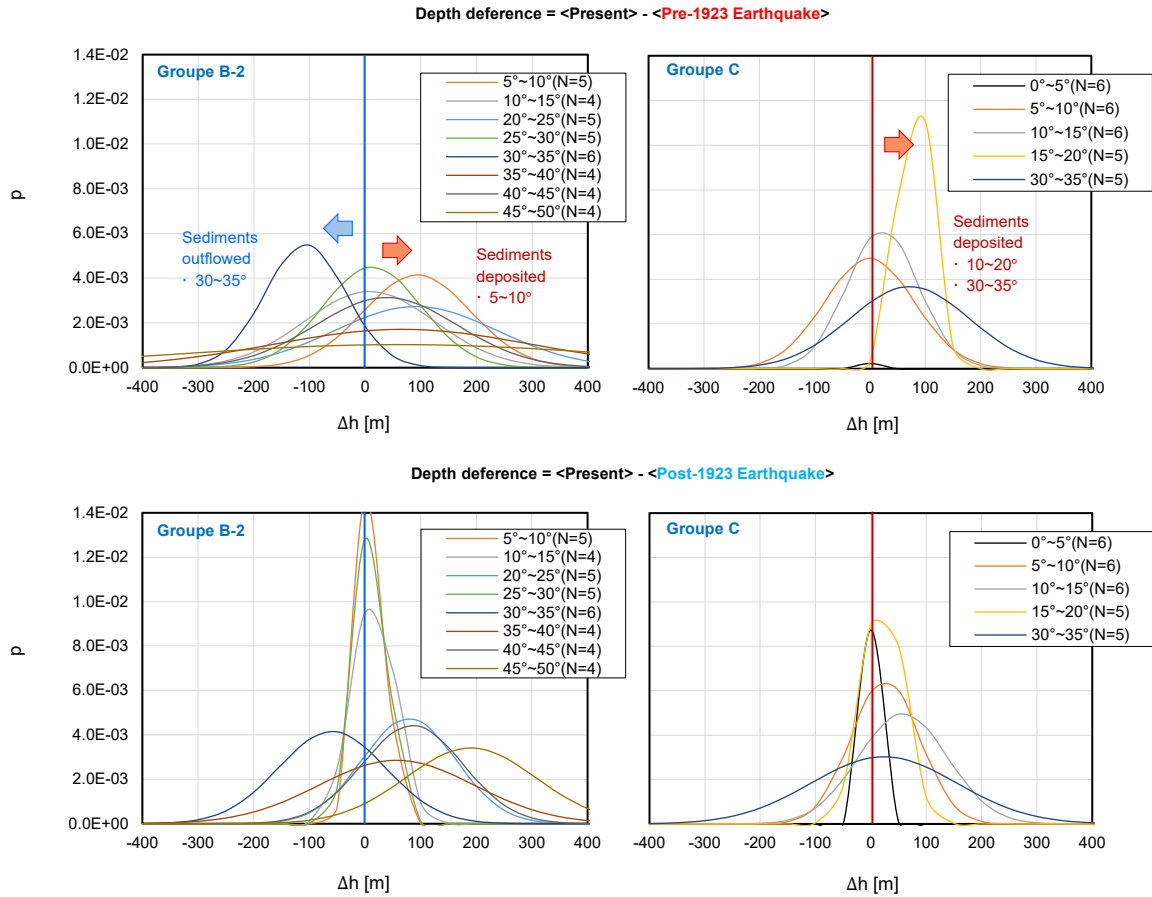 Depth deference = <Present> - <Pre-1923 Earthquake>
Groupe B-2
1.4E-02
1.2E-02
1.0E-02
8.0E-03
6.0E-03
4.0E-03
2.0E-03
0.0E+00
p
5°~10°(N=5)
10°~15°(N=4)
20°~25°(N=5)
25°~30°(N=5)
30°~35°(N=6)
35°~40°(N=4)
40°~45°(N=4)
45°~50°(N=4)
Sediments
outflowed
・ 30~35°
Sediments
deposited
・ 5~10°
-400 -300 -200 -100 0 100 200 300 400
Δh [m]
Groupe C
0°~5°(N=6)
5°~10°(N=6)
10°~15°(N=6)
15°~20°(N=5)
30°~35°(N=5)
Sediments
deposited
・ 10~20°
・ 30~35°
-400 -300 -200 -100 0 100 200 300 400
Δh [m]
Depth deference = <Present> - <Post-1923 Earthquake>
Groupe B-2
1.4E-02
1.2E-02
1.0E-02
8.0E-03
6.0E-03
4.0E-03
2.0E-03
0.0E+00
p
5°~10°(N=5)
10°~15°(N=4)
20°~25°(N=5)
25°~30°(N=5)
30°~35°(N=6)
35°~40°(N=4)
40°~45°(N=4)
45°~50°(N=4)
-400 -300 -200 -100 0 100 200 300 400
Δh [m]
Groupe C
0°~5°(N=6)
5°~10°(N=6)
10°~15°(N=6)
15°~20°(N=5)
30°~35°(N=5)
-400 -300 -200 -100 0 100 200 300 400
Δh [m]